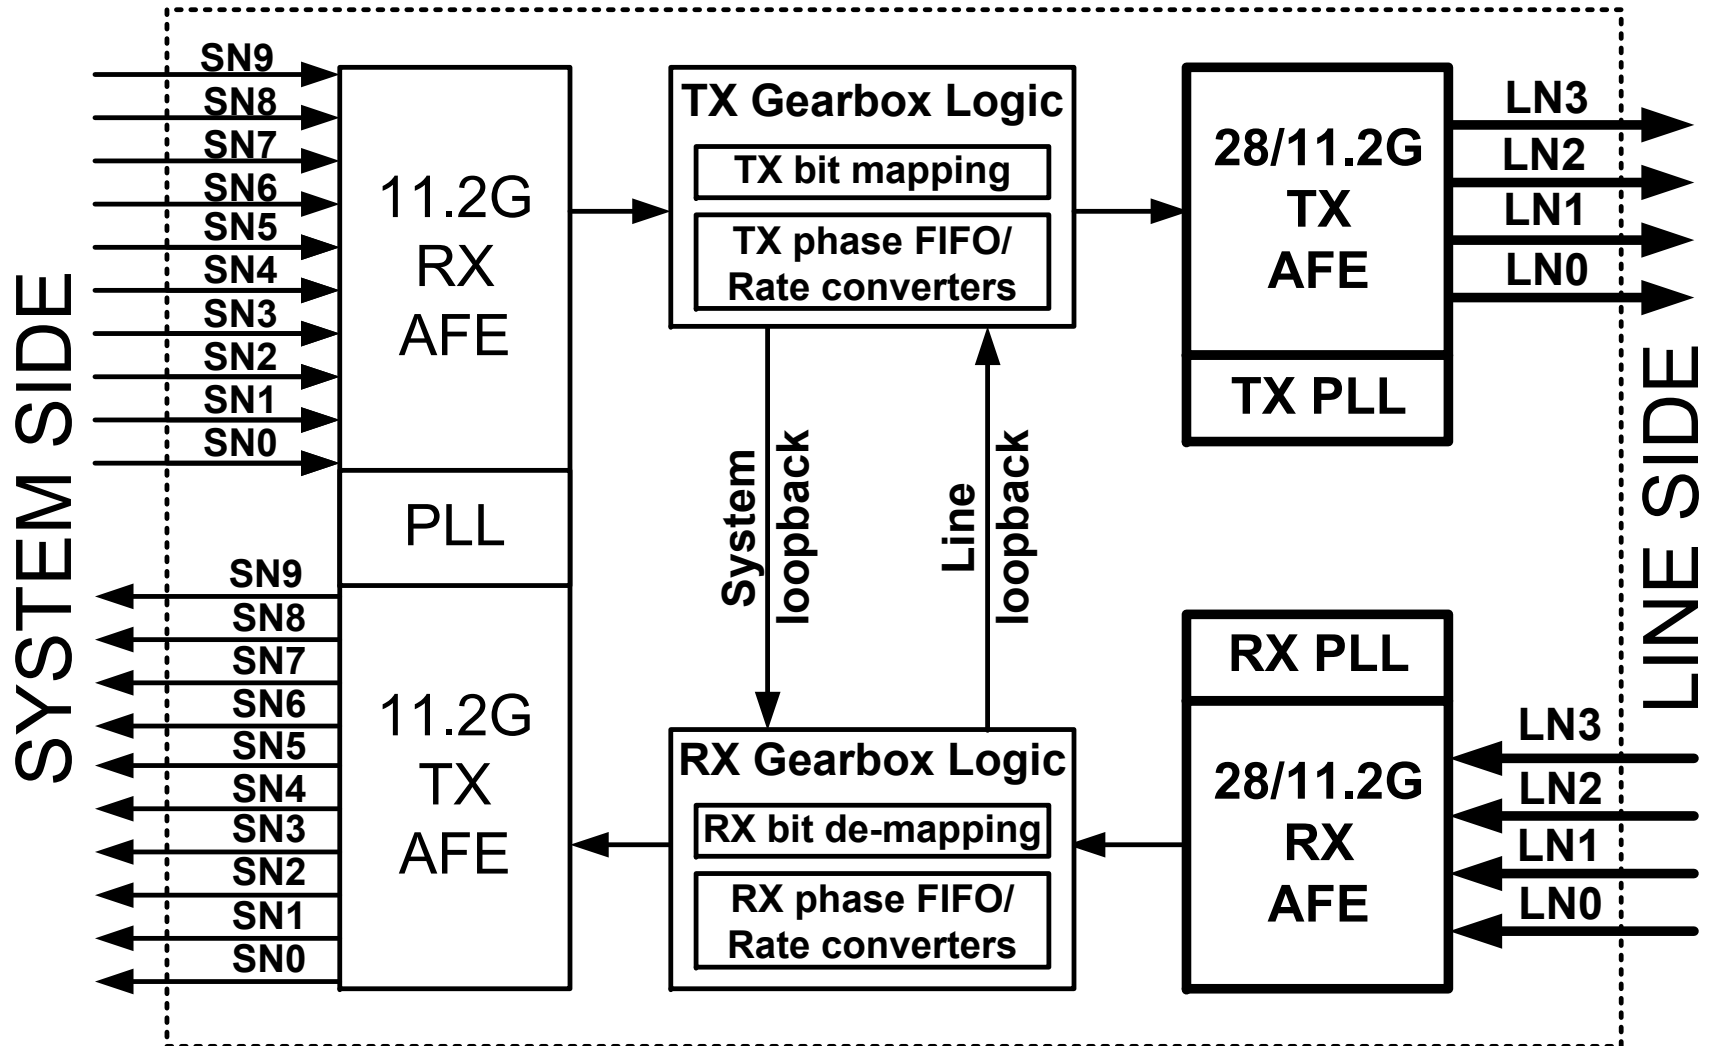 SYSTEM SIDE
SN9
SN8
SN7
SN6
SN5
SN4
SN3
SN2
SN1
SN0
11.2G
RX
AFE
PLL
SN9
SN8
SN7
SN6
SN5
SN4
SN3
SN2
SN1
SN0
11.2G
TX
AFE
TX Gearbox Logic
TX bit mapping
TX phase FIFO/
Rate converters
System
loopback
Line
loopback
RX Gearbox Logic
RX bit de-mapping
RX phase FIFO/
Rate converters
28/11.2G
TX
AFE
TX PLL
LN3
LN2
LN1
LN0
RX PLL
28/11.2G
RX
AFE
LN3
LN2
LN1
LN0
LINE SIDE